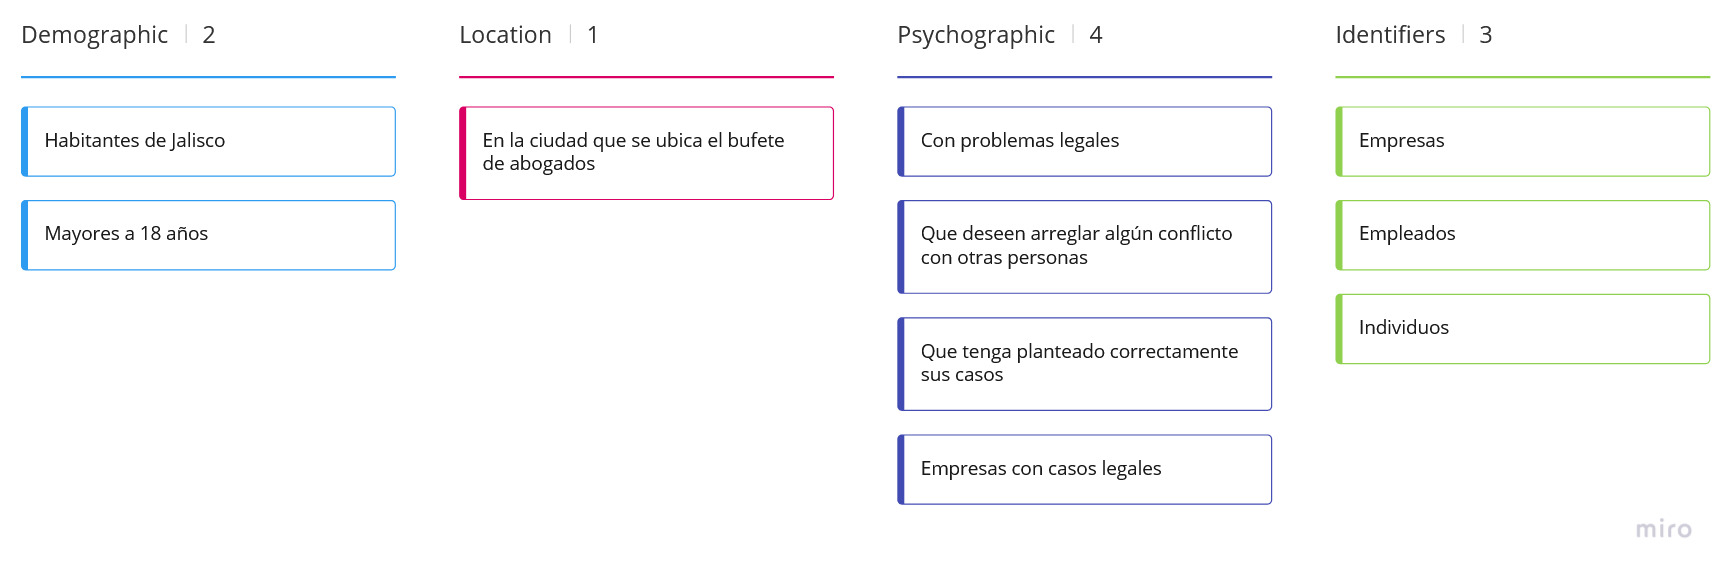 Demographic | 2
Habitantes de Jalisco
Mayores a 18 años
Location | 1
En la ciudad que se ubica el bufete
de abogados
Psychographic | 4
Con problemas legales
Que deseen arreglar algún conflicto
con otras personas
Que tenga planteado correctamente
sus casos
Empresas con casos legales
Identifiers | 3
Empresas
Empleados
Individuos
miro